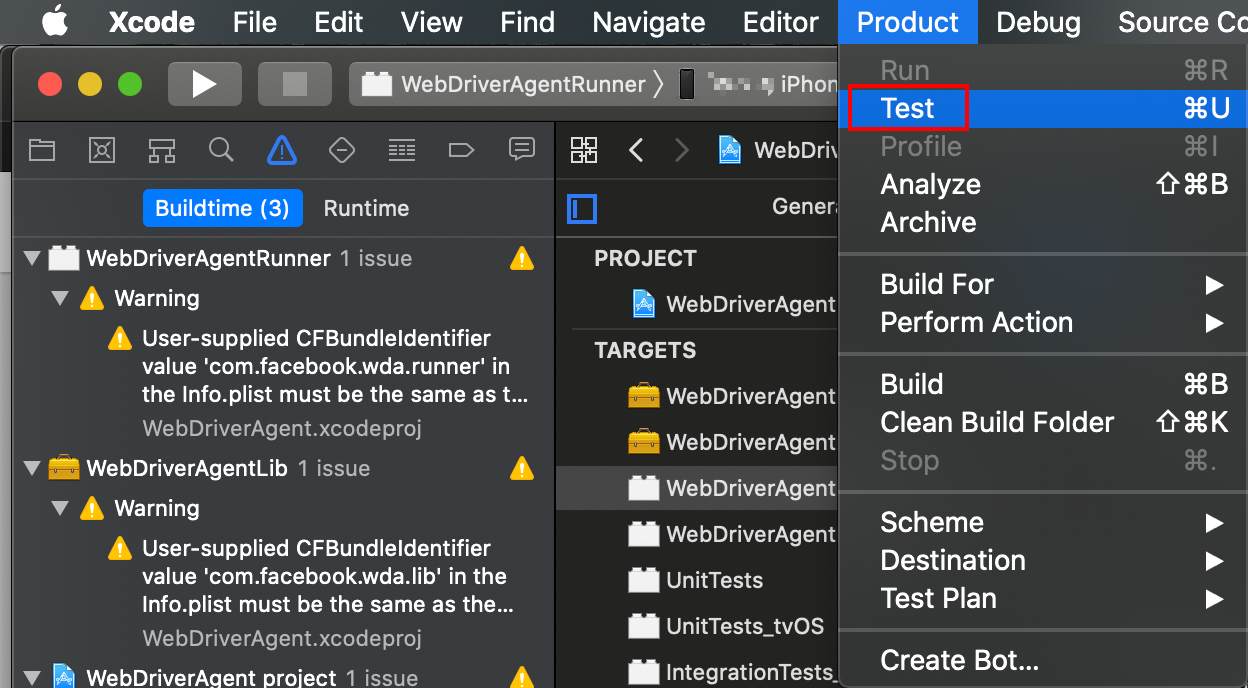 Xcode File Edit View Find Navigate Editor Product Debug Source Co
WebDriverAgentRunner 〉 iPhon
WebDriv
Buildtime (3) Runtime
Genera
WebDriverAgentRunner 1 issue
Warning
User-supplied CFBundleIdentifier
value 'com.facebook.wda.runner' in
the Info.plist must be the same as t...
WebDriverAgent.xcodeproj
WebDriverAgentLib 1 issue
Warning
User-supplied CFBundleIdentifier
value 'com.facebook.wda.lib' in the
Info.plist must be the same as the...
WebDriverAgent.xcodeproj
WebDriverAgent project 1 issue
PROJECT
WebDriverAgent
TARGETS
WebDriverAgent
WebDriverAgent
WebDriverAgent
WebDriverAgent
UnitTests
UnitTests_tvOS
IntegrationTests_
Run ⌘R
Test ⌘U
Profile ⌘I
Analyze ⇧⌘B
Archive
Build For ▶
Perform Action ▶
Build ⌘B
Clean Build Folder ⇧⌘K
Stop ⌘.
Scheme ▶
Destination ▶
Test Plan ▶
Create Bot...